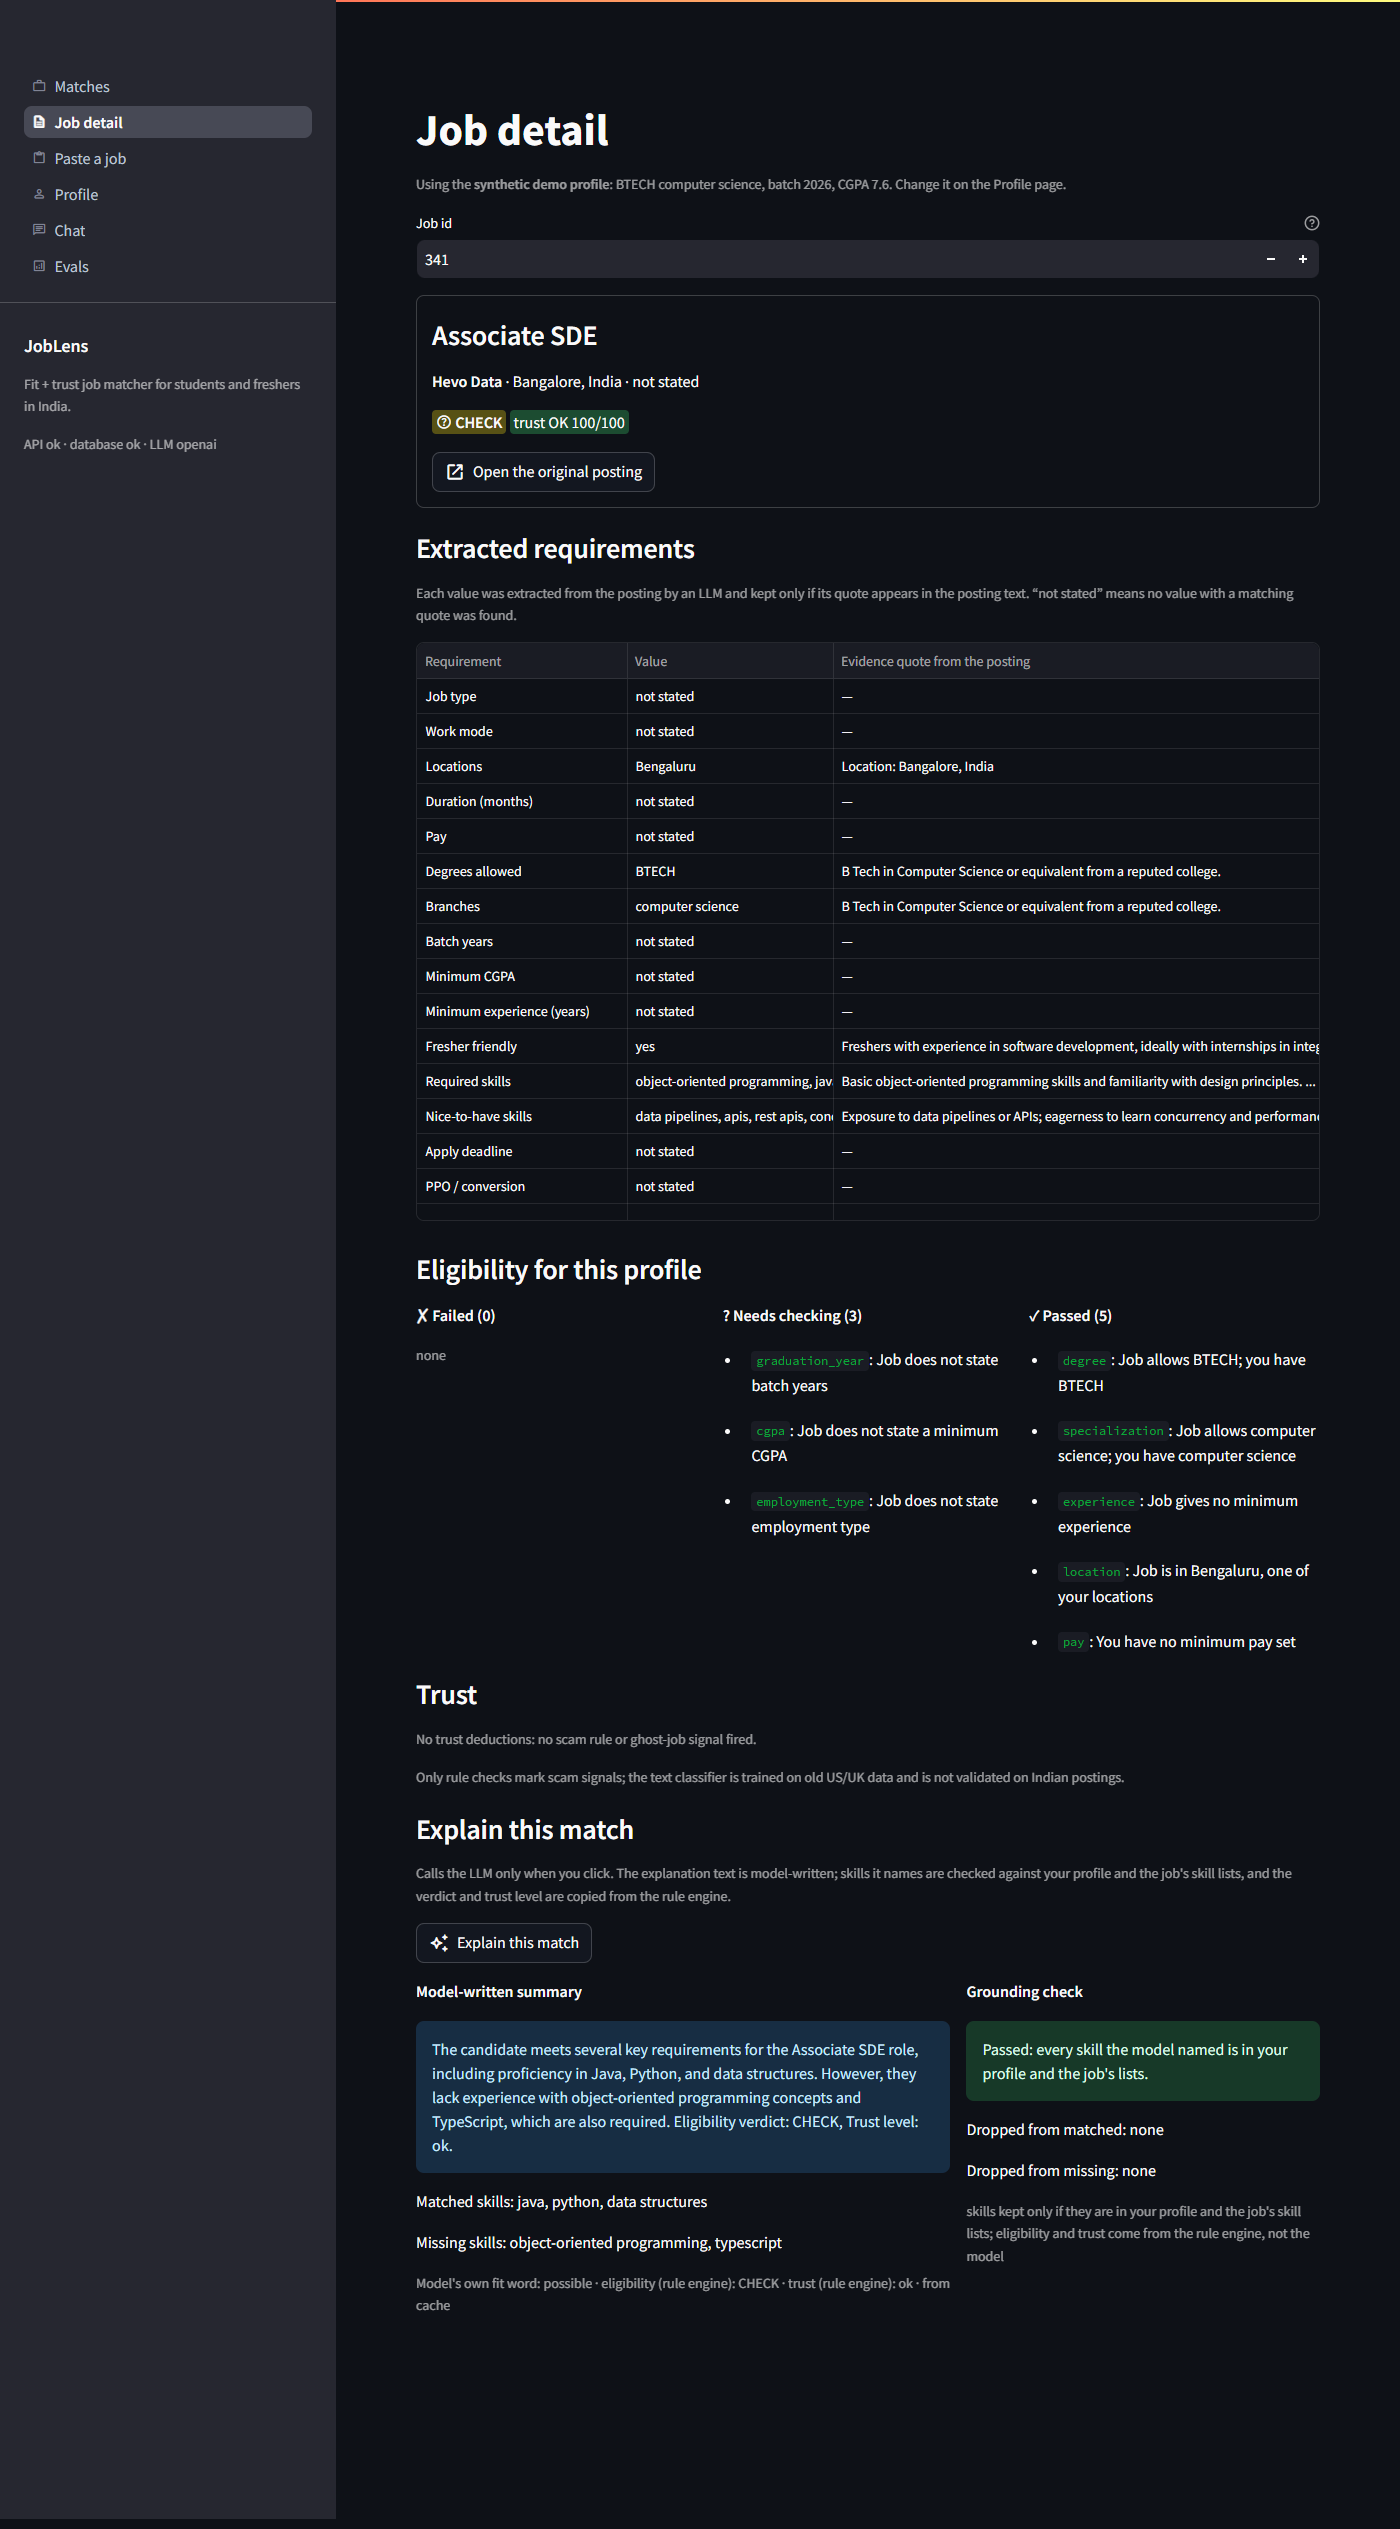 Matches
Job detail
Paste a job
Profile
Chat
Evals
JobLens
Fit + trust job matcher for students and freshers
in India.
API ok · database ok · LLM openai
Job detail
Using the synthetic demo profile: BTECH computer science, batch 2026, CGPA 7.6. Change it on the Profile page.
Job id
341
Associate SDE
Hevo Data · Bangalore, India · not stated
CHECK trust OK 100/100
Open the original posting
Extracted requirements
Each value was extracted from the posting by an LLM and kept only if its quote appears in the posting text. “not stated” means no value with a matching
quote was found.
Requirement Value Evidence quote from the posting
Job type not stated —
Work mode not stated —
Locations Bengaluru Location: Bangalore, India
Duration (months) not stated —
Pay not stated —
Degrees allowed BTECH B Tech in Computer Science or equivalent from a reputed college.
Branches computer science B Tech in Computer Science or equivalent from a reputed college.
Batch years not stated —
Minimum CGPA not stated —
Minimum experience (years) not stated —
Fresher friendly yes Freshers with experience in software development, ideally with internships in integ
Required skills object-oriented programming, jav Basic object-oriented programming skills and familiarity with design principles. ...
Nice-to-have skills data pipelines, apis, rest apis, con Exposure to data pipelines or APIs; eagerness to learn concurrency and performan
Apply deadline not stated —
PPO / conversion not stated —
Eligibility for this profile
✗ Failed (0)
none
? Needs checking (3)
• graduation_year: Job does not state
batch years
• cgpa: Job does not state a minimum
CGPA
• employment_type: Job does not state
employment type
✓ Passed (5)
• degree: Job allows BTECH; you have
BTECH
• specialization: Job allows computer
science; you have computer science
• experience: Job gives no minimum
experience
• location: Job is in Bengaluru, one of
your locations
• pay: You have no minimum pay set
Trust
No trust deductions: no scam rule or ghost-job signal fired.
Only rule checks mark scam signals; the text classifier is trained on old US/UK data and is not validated on Indian postings.
Explain this match
Calls the LLM only when you click. The explanation text is model-written; skills it names are checked against your profile and the job's skill lists, and the
verdict and trust level are copied from the rule engine.
Explain this match
Model-written summary
The candidate meets several key requirements for the Associate SDE role,
including proficiency in Java, Python, and data structures. However, they
lack experience with object-oriented programming concepts and
TypeScript, which are also required. Eligibility verdict: CHECK, Trust level:
ok.
Matched skills: java, python, data structures
Missing skills: object-oriented programming, typescript
Model's own fit word: possible · eligibility (rule engine): CHECK · trust (rule engine): ok · from
cache
Grounding check
Passed: every skill the model named is in your
profile and the job's lists.
Dropped from matched: none
Dropped from missing: none
skills kept only if they are in your profile and the job's skill
lists; eligibility and trust come from the rule engine, not the
model